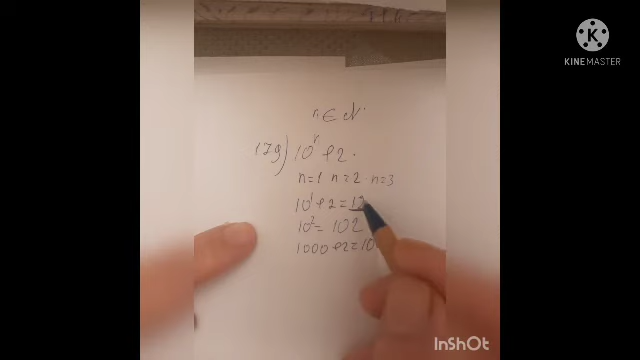 n ∈ N
179) 10ⁿ + 2.
n=1 n=2 n=3
10¹ + 2 = 12
10² = 102
1000 + 2 = 10
K
KINEMASTER
InShOt